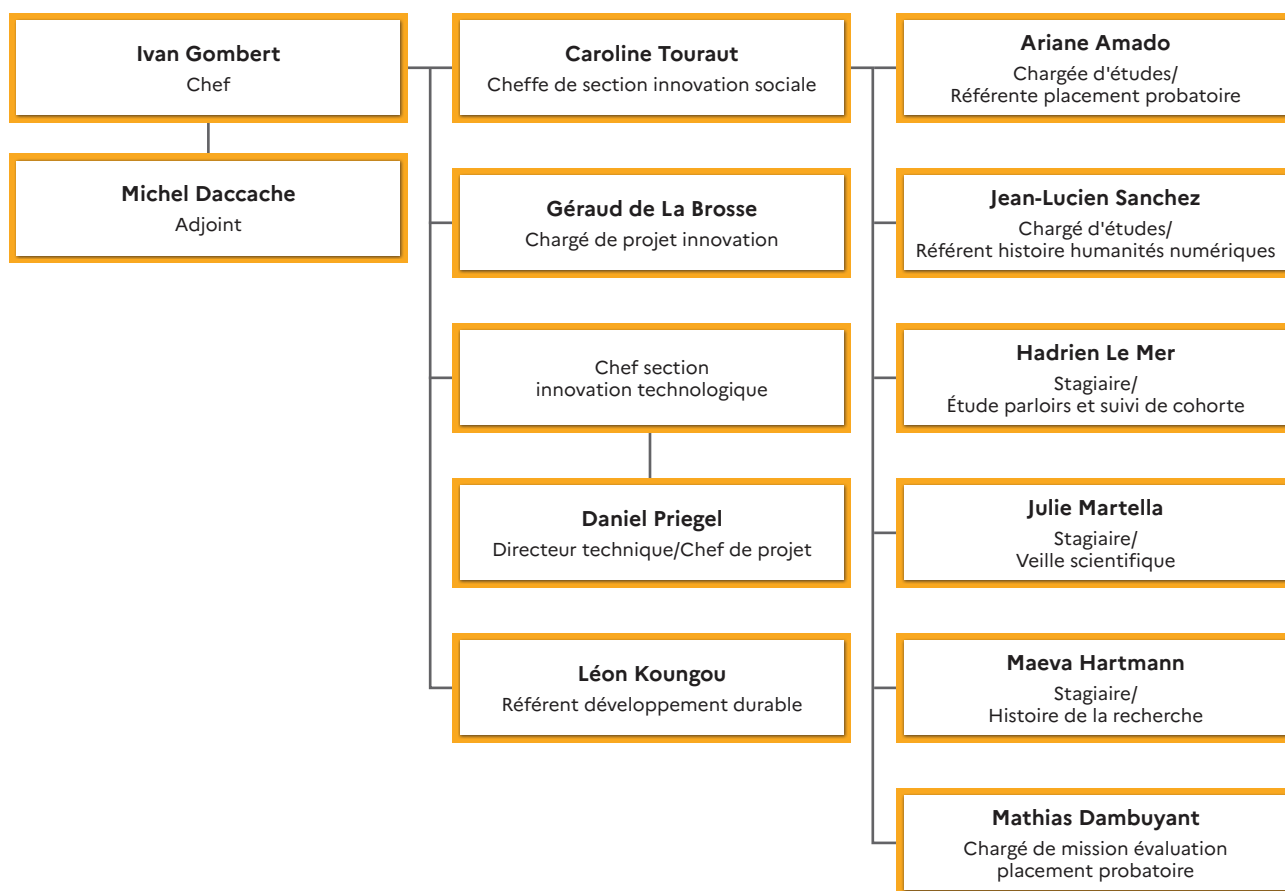 Ivan Gombert
Chef
Michel Daccache
Adjoint
Caroline Touraut
Cheffe de section innovation sociale
Géraud de La Brosse
Chargé de projet innovation
Chef section
innovation technologique
Daniel Priegel
Directeur technique/Chef de projet
Léon Koungou
Référent développement durable
Ariane Amado
Chargée d'études/
Référente placement probatoire
Jean-Lucien Sanchez
Chargé d'études/
Référent histoire humanités numériques
Hadrien Le Mer
Stagiaire/
Étude parloirs et suivi de cohorte
Julie Martella
Stagiaire/
Veille scientifique
Maeva Hartmann
Stagiaire/
Histoire de la recherche
Mathias Dambuyant
Chargé de mission évaluation
placement probatoire